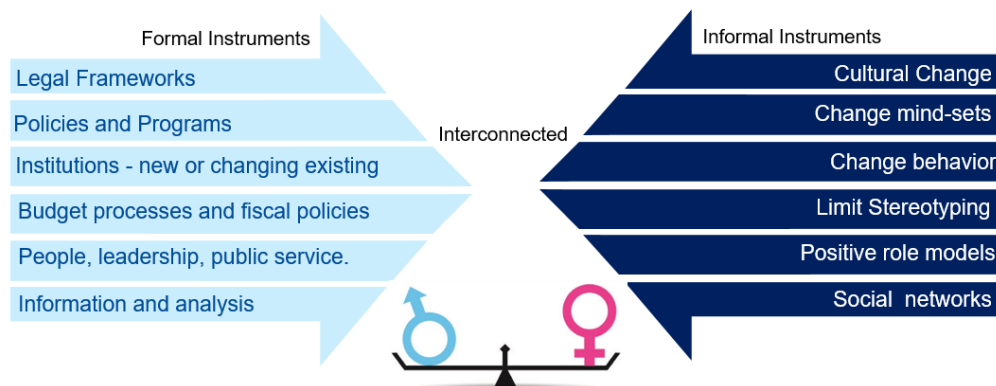 Formal Instruments
Legal Frameworks
Policies and Programs
Institutions - new or changing existing
Budget processes and fiscal policies
People, leadership, public service.
Information and analysis
Interconnected
Informal Instruments
Cultural Change
Change mind-sets
Change behavior
Limit Stereotyping
Positive role models
Social networks